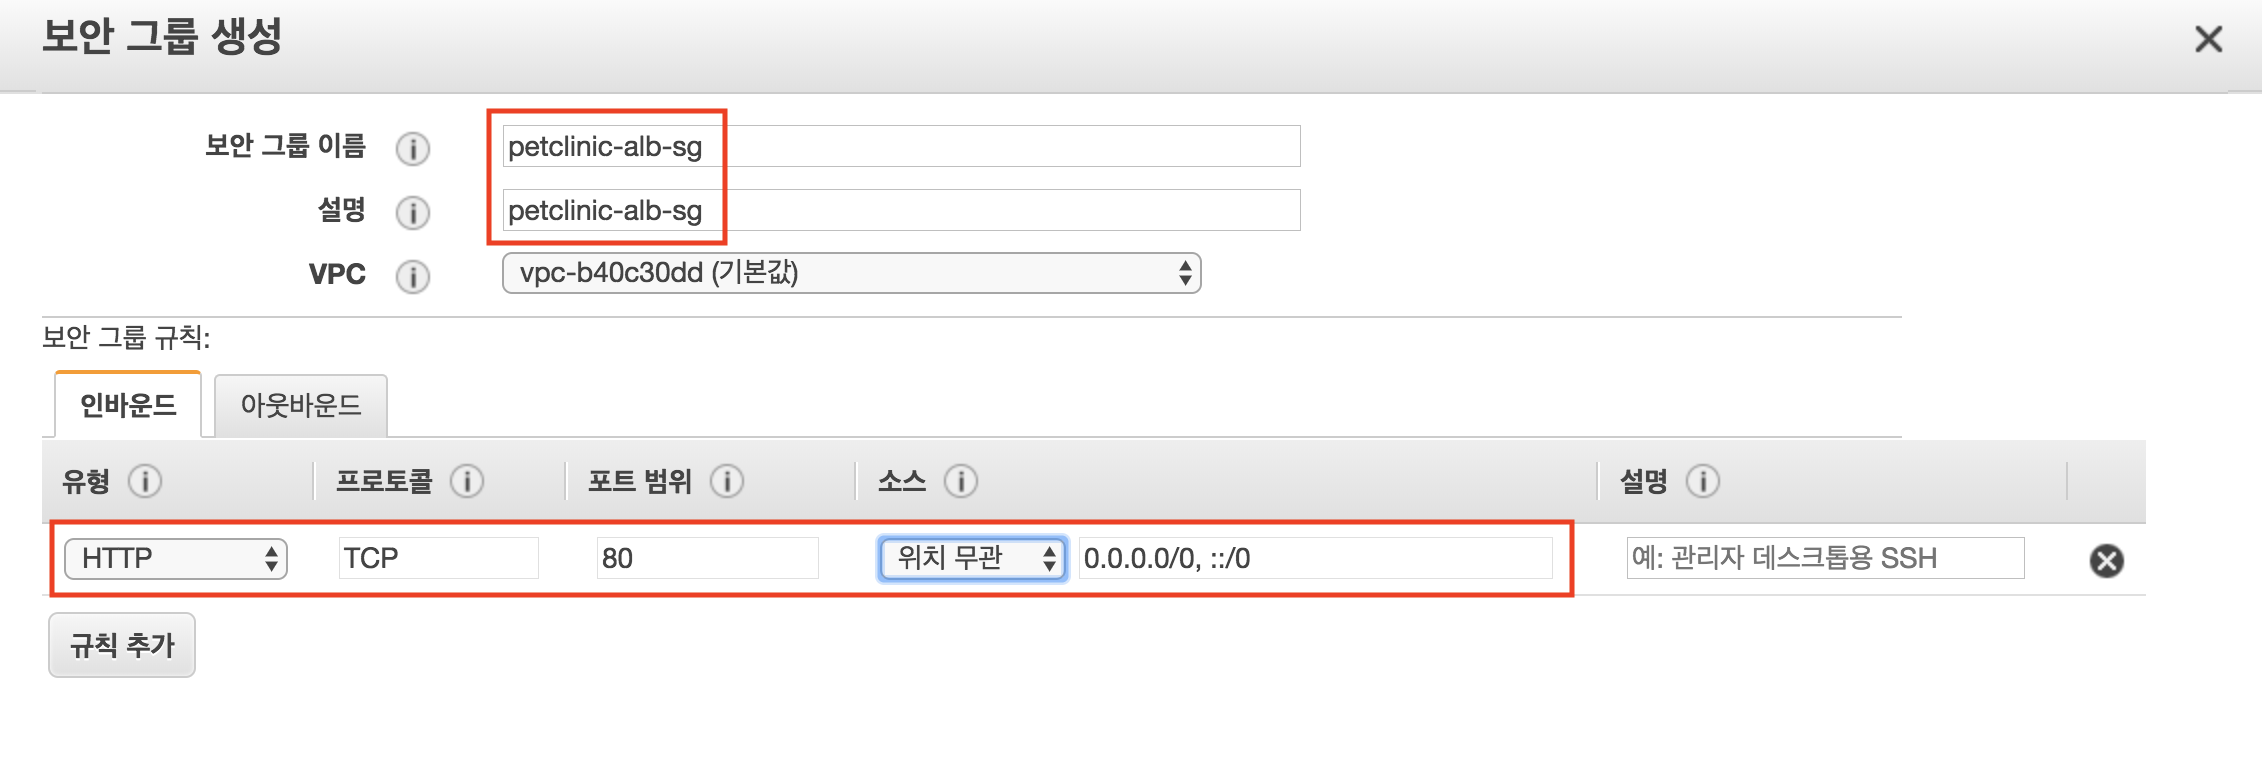 보안 그룹 생성
보안 그룹 이름 petclinic-alb-sg
설명 petclinic-alb-sg
VPC vpc-b40c30dd (기본값)
보안 그룹 규칙:
인바운드 아웃바운드
유형 프로토콜 포트 범위 소스 설명
HTTP TCP 80 위치 무관 0.0.0.0/0, ::/0 예: 관리자 데스크톱용 SSH
규칙 추가